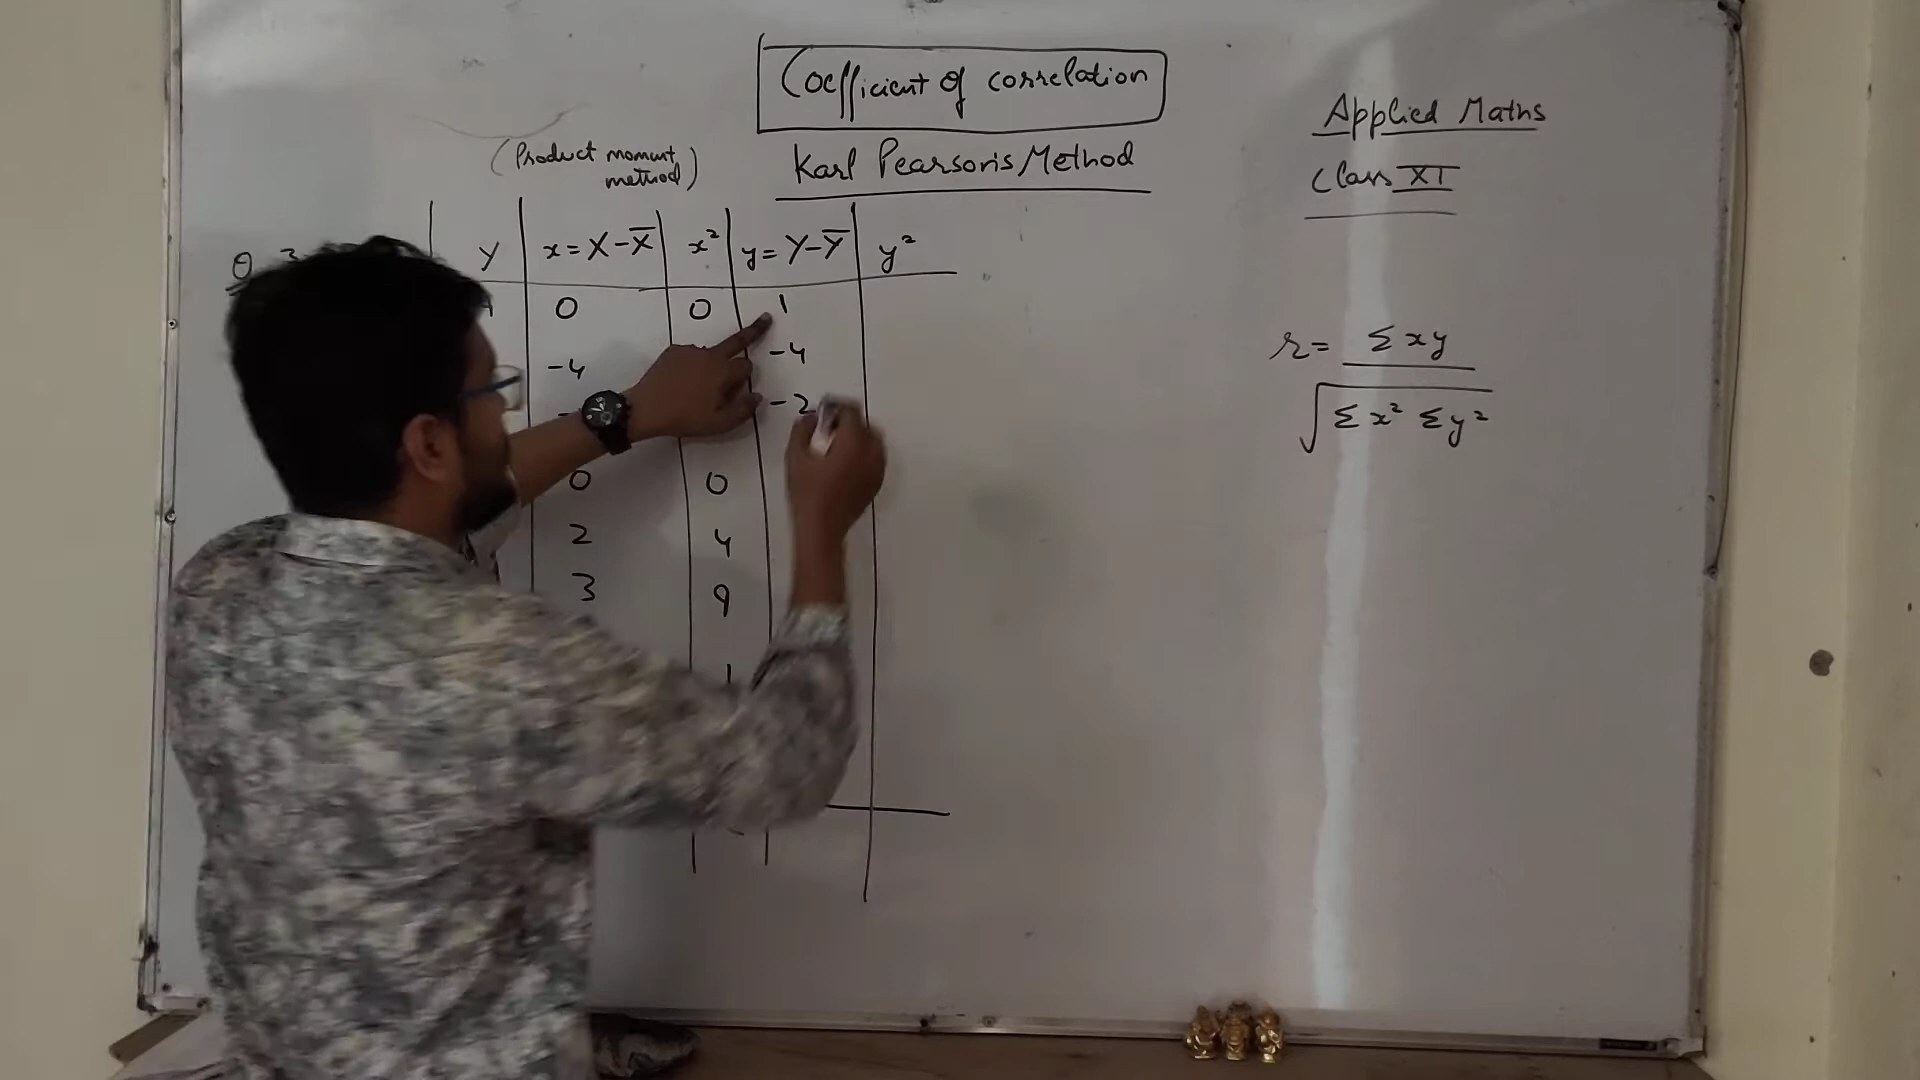 Coefficient of correlation
Applied Maths
(Product moment method)
Karl Pearson's Method
Class XI
Y x = X - X̅ x² y = Y - Y̅ y²
0 0 1
-4 -4
-2
0 0
2 4
3 9
1
r = Σxy
√Σx² Σy²